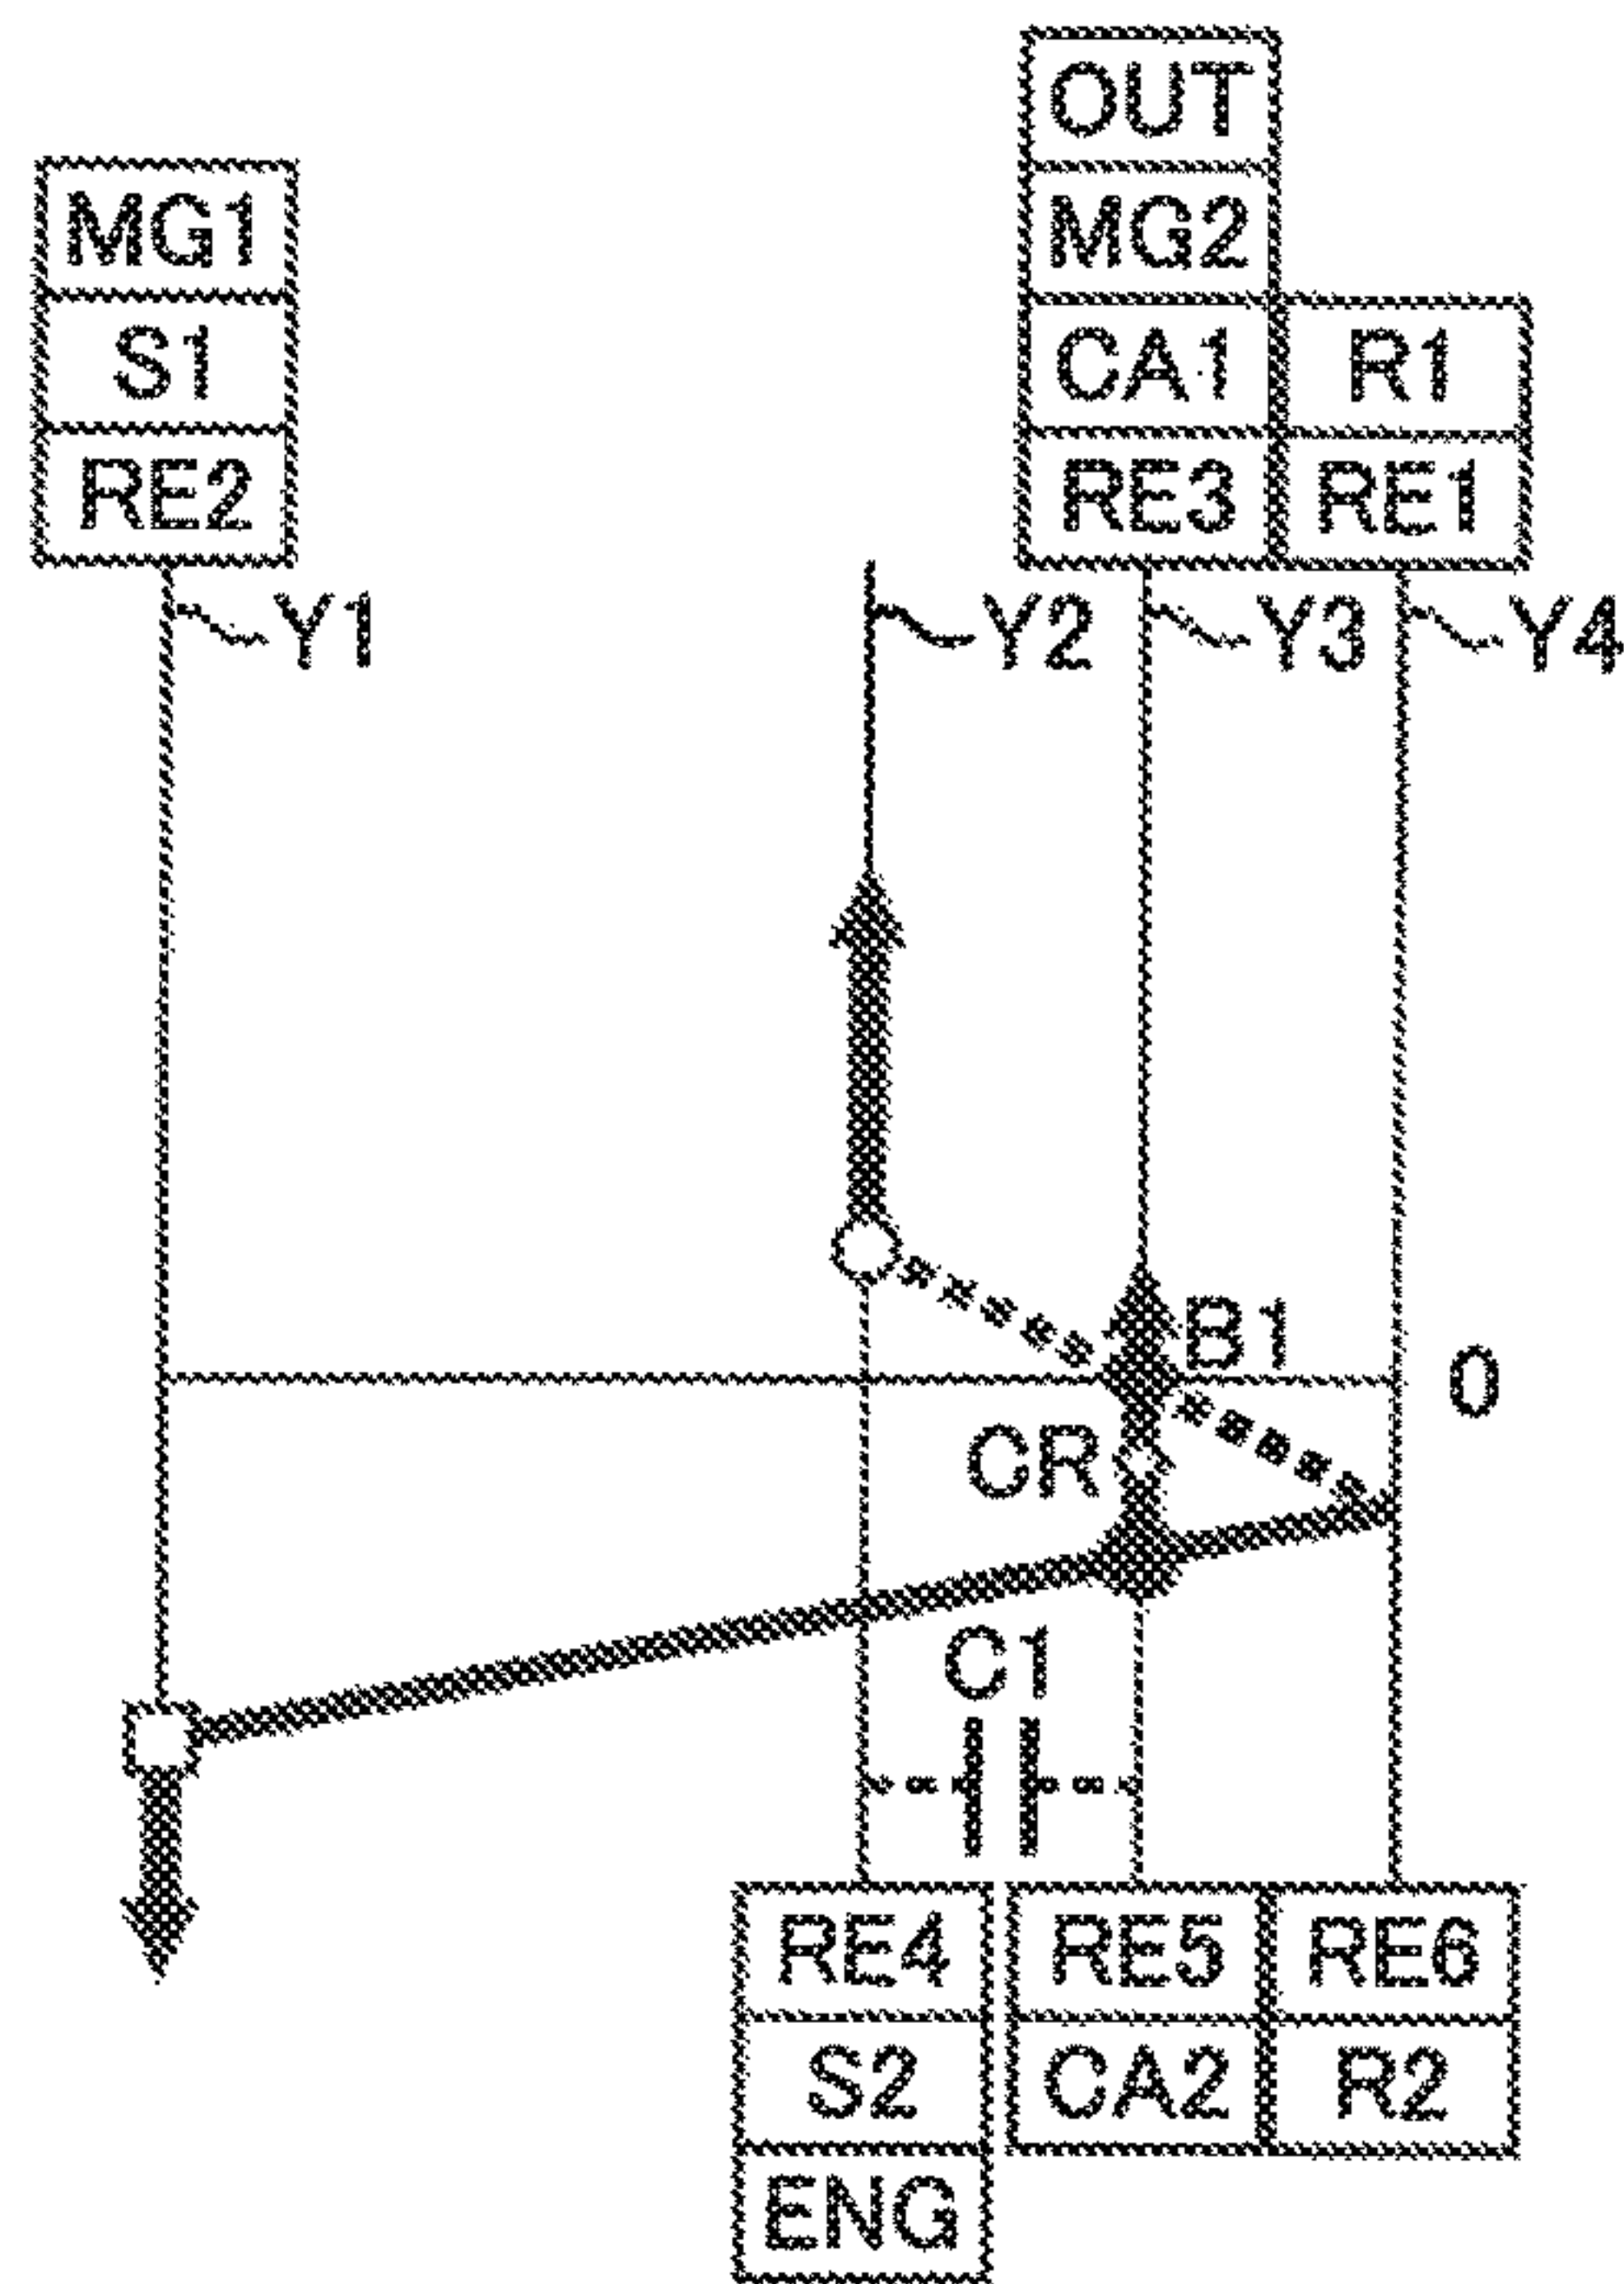 OUT
MG1 MG2
S1 CA1 R1
RE2 RE3 RE1
Y1 Y2 Y3 Y4
B1
0
CR
C1
RE4 RE5 RE6
S2 CA2 R2
ENG